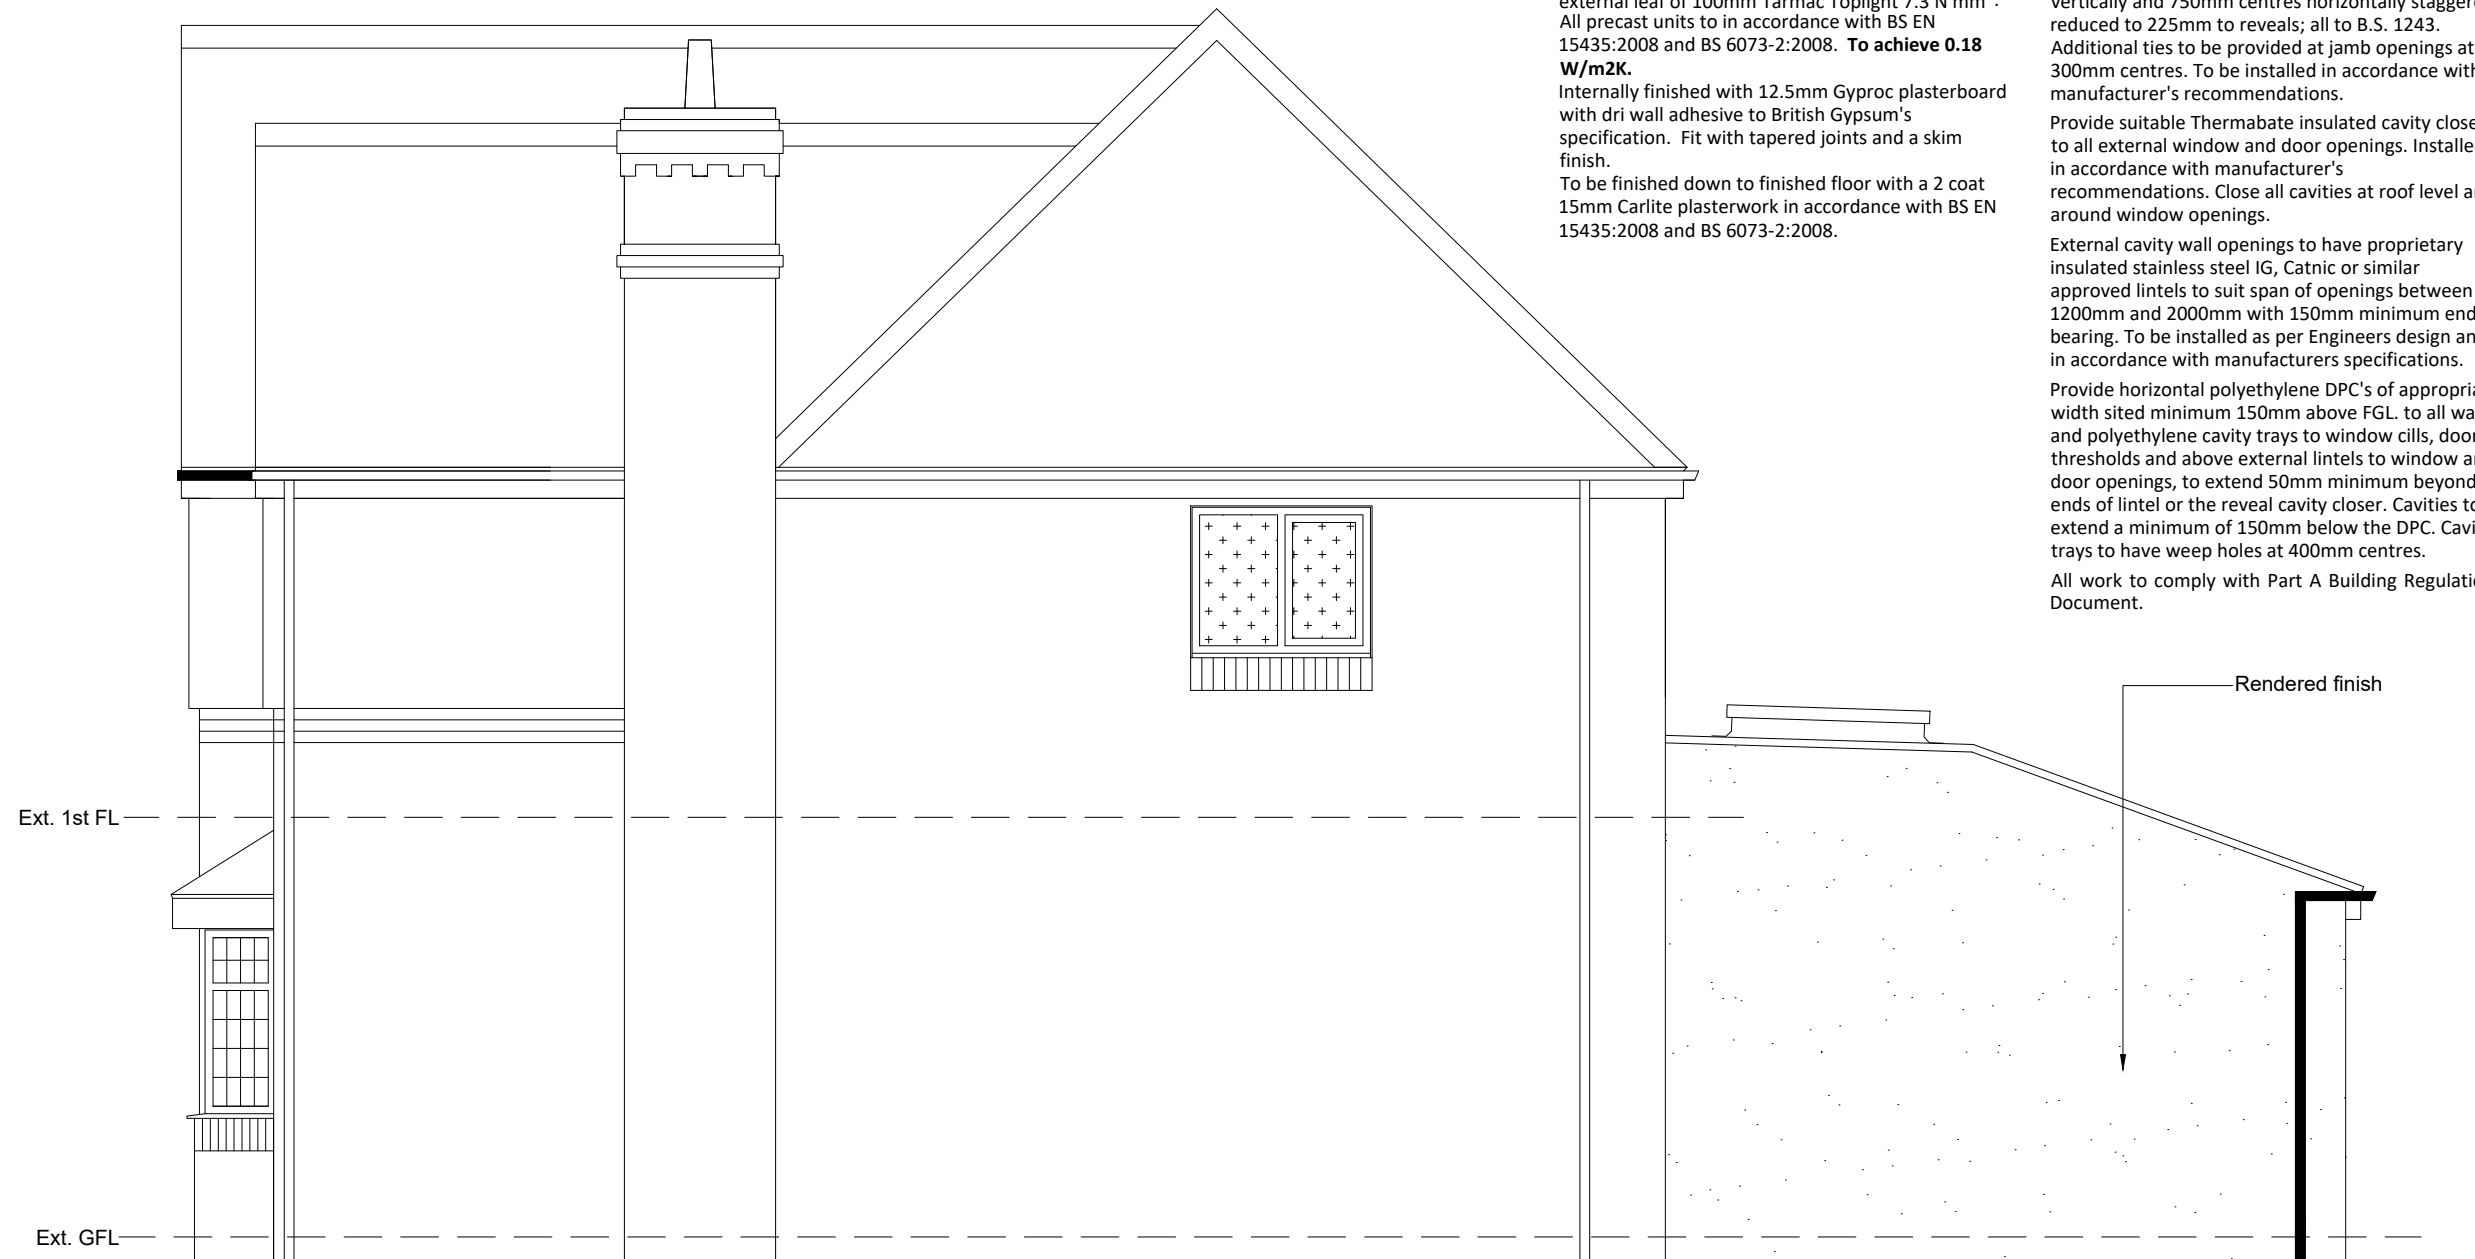 external leaf of 100mm Tarmac Toplight 7.3 N mm².
All precast units to in accordance with BS EN
15435:2008 and BS 6073-2:2008.  To achieve 0.18
W/m2K.
Internally finished with 12.5mm Gyproc plasterboard
with dri wall adhesive to British Gypsum's
specification.  Fit with tapered joints and a skim
finish.
To be finished down to finished floor with a 2 coat
15mm Carlite plasterwork in accordance with BS EN
15435:2008 and BS 6073-2:2008.
vertically and 750mm centres horizontally staggere
reduced to 225mm to reveals; all to B.S. 1243.
Additional ties to be provided at jamb openings at
300mm centres. To be installed in accordance with
manufacturer's recommendations.
Provide suitable Thermabate insulated cavity close
to all external window and door openings. Installe
in accordance with manufacturer's
recommendations. Close all cavities at roof level a
around window openings.
External cavity wall openings to have proprietary
insulated stainless steel IG, Catnic or similar
approved lintels to suit span of openings between
1200mm and 2000mm with 150mm minimum end
bearing. To be installed as per Engineers design an
in accordance with manufacturers specifications.
Provide horizontal polyethylene DPC's of appropria
width sited minimum 150mm above FGL. to all wa
and polyethylene cavity trays to window cills, door
thresholds and above external lintels to window a
door openings, to extend 50mm minimum beyond
ends of lintel or the reveal cavity closer. Cavities to
extend a minimum of 150mm below the DPC. Cavi
trays to have weep holes at 400mm centres.
All work to comply with Part A Building Regulatio
Document.
Rendered finish
Ext. 1st FL
Ext. GFL